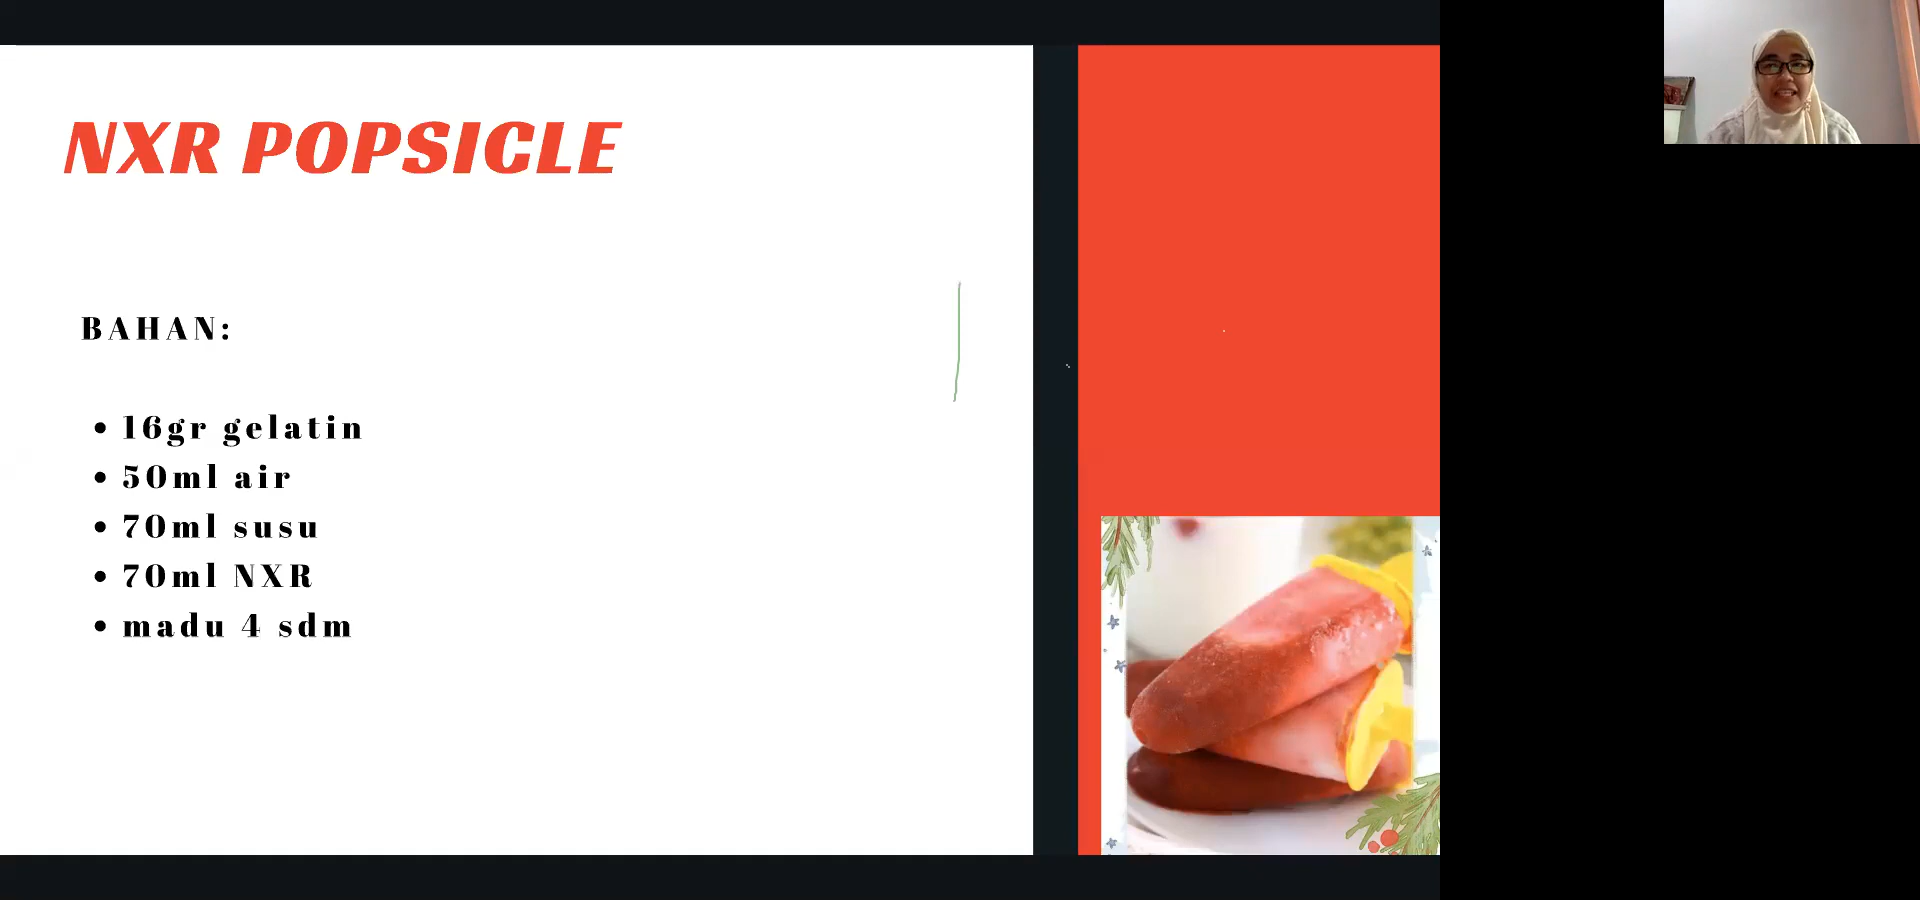 NXR POPSICLE
BAHAN:
• 16gr gelatin
• 50ml air
• 70ml susu
• 70ml NXR
• madu 4 sdm